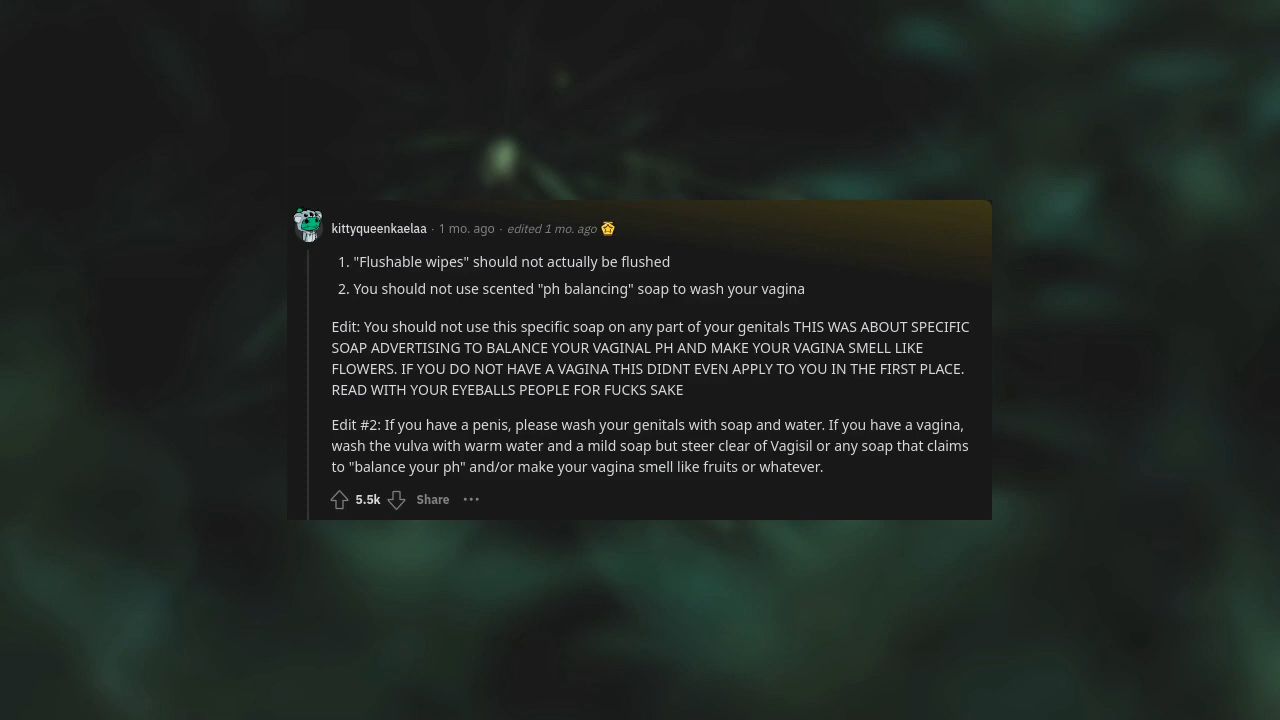 kittyqueenkaelaa · 1 mo. ago · edited 1 mo. ago
1. "Flushable wipes" should not actually be flushed
2. You should not use scented "ph balancing" soap to wash your vagina
Edit: You should not use this specific soap on any part of your genitals THIS WAS ABOUT SPECIFIC
SOAP ADVERTISING TO BALANCE YOUR VAGINAL PH AND MAKE YOUR VAGINA SMELL LIKE
FLOWERS. IF YOU DO NOT HAVE A VAGINA THIS DIDNT EVEN APPLY TO YOU IN THE FIRST PLACE.
READ WITH YOUR EYEBALLS PEOPLE FOR FUCKS SAKE
Edit #2: If you have a penis, please wash your genitals with soap and water. If you have a vagina,
wash the vulva with warm water and a mild soap but steer clear of Vagisil or any soap that claims
to "balance your ph" and/or make your vagina smell like fruits or whatever.
5.5k Share ···